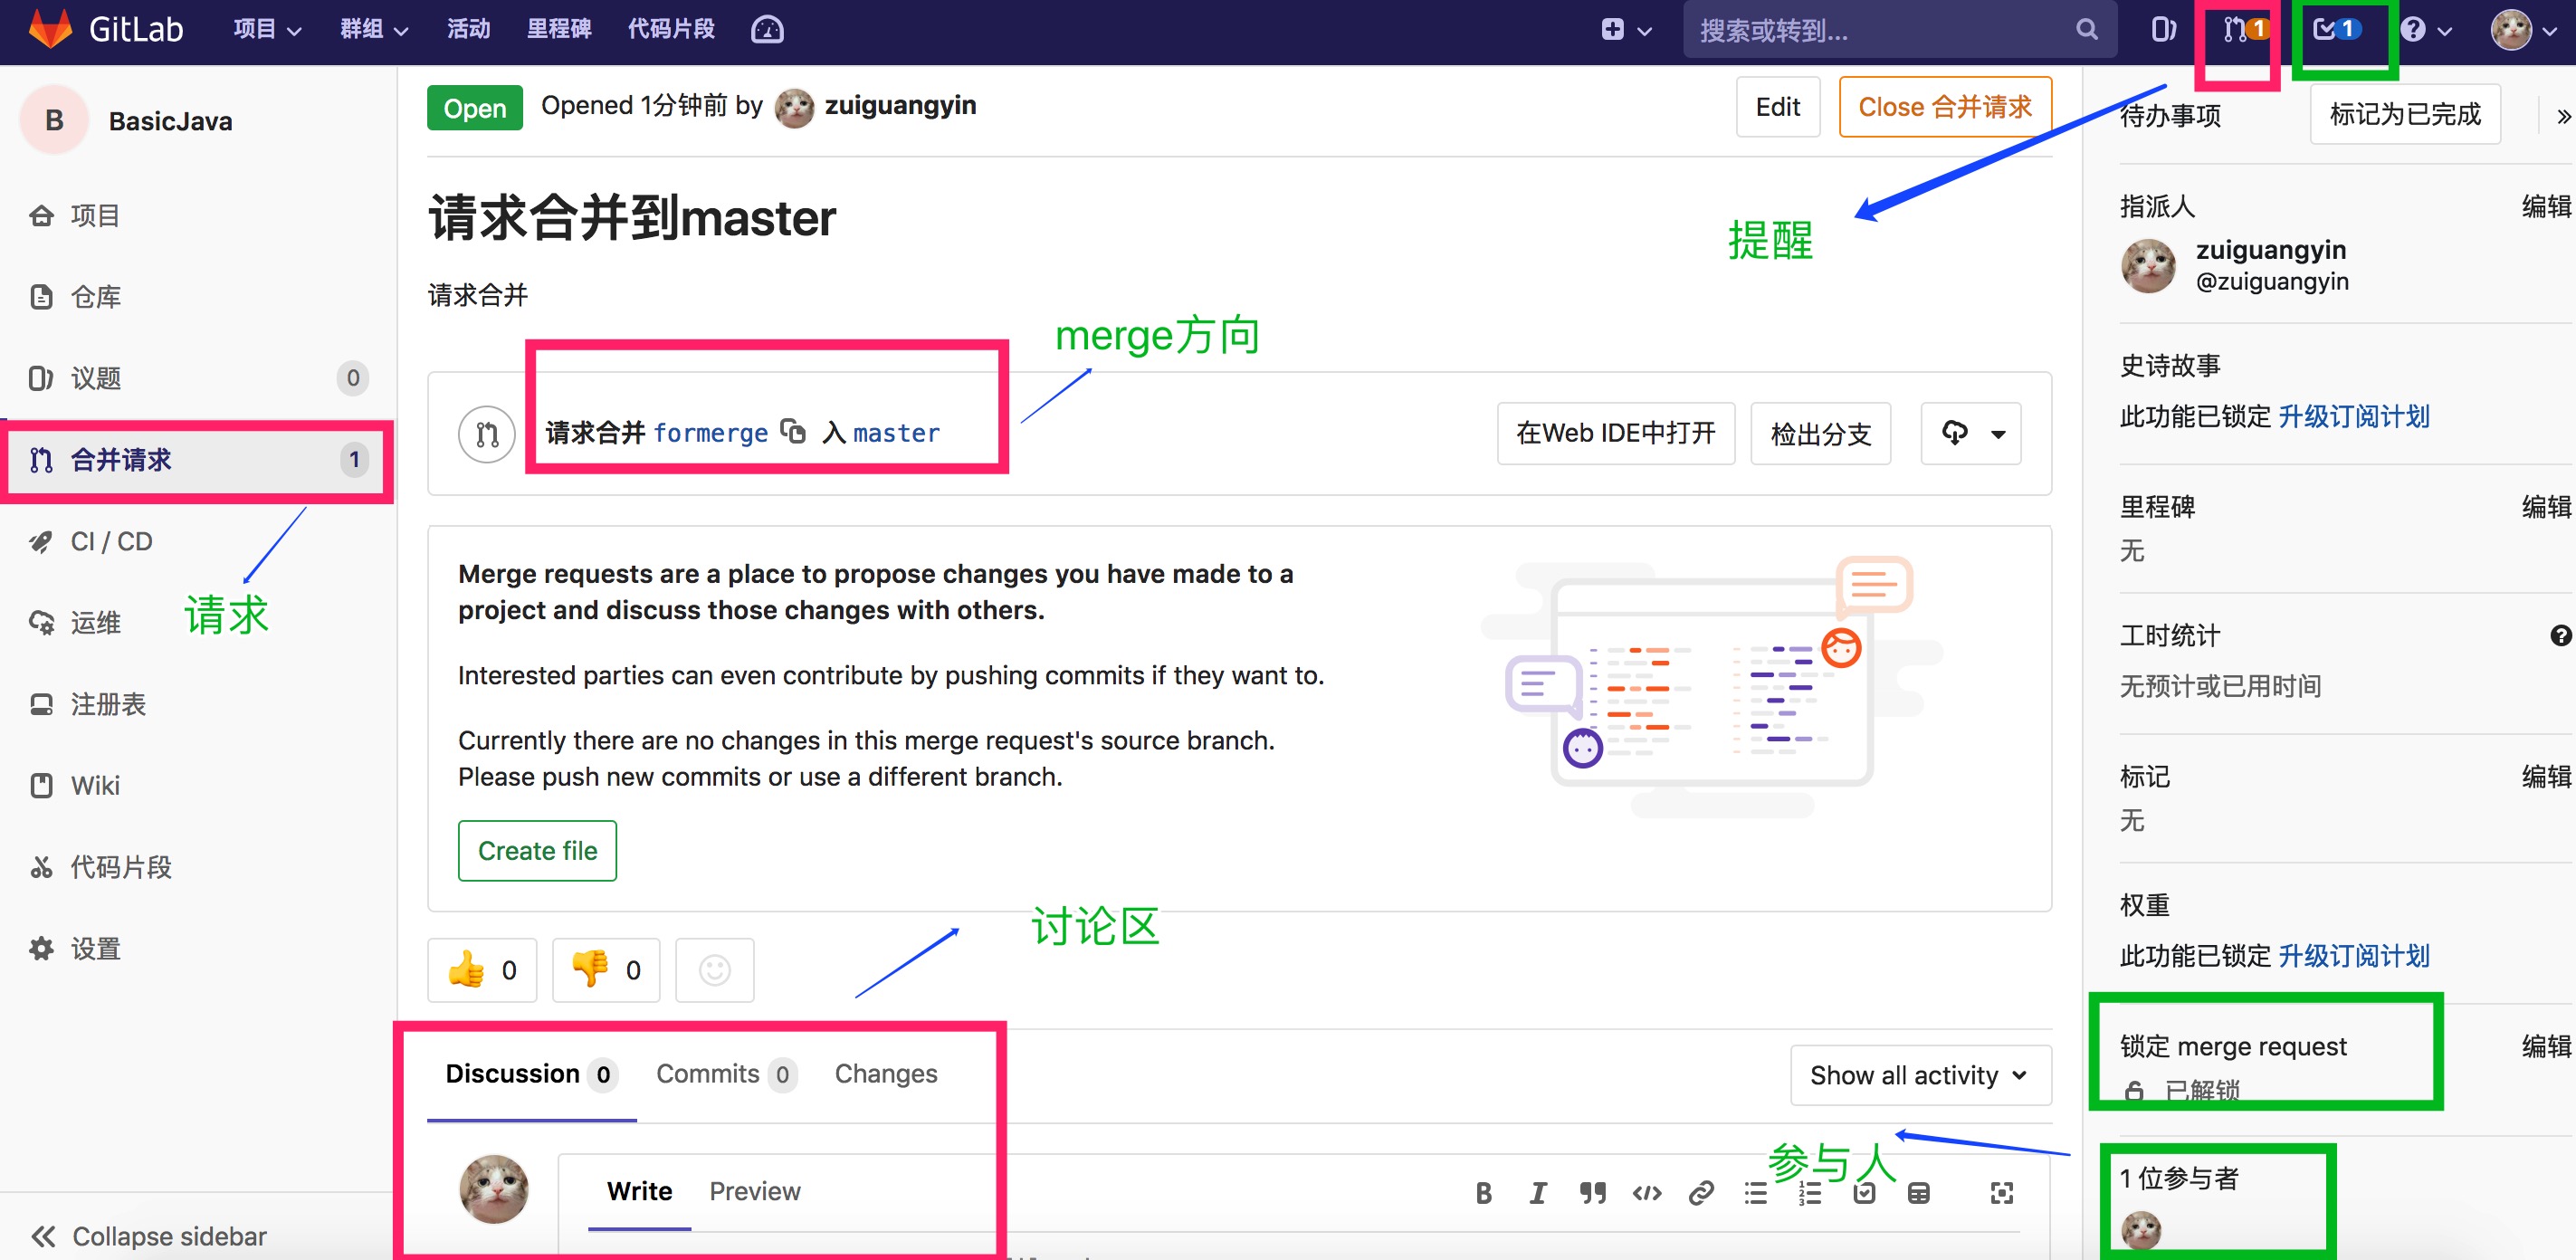 GitLab 项目 群组 活动 里程碑 代码片段 搜索或转到... 1 1
B BasicJava
项目
仓库
议题 0
合并请求 1
请求
CI / CD
运维
注册表
Wiki
代码片段
设置
Collapse sidebar
Open Opened 1分钟前 by zuiguangyin Edit Close 合并请求
请求合并到master
提醒
请求合并
merge方向
请求合并 formerge 入 master 在Web IDE中打开 检出分支
Merge requests are a place to propose changes you have made to a
project and discuss those changes with others.
Interested parties can even contribute by pushing commits if they want to.
Currently there are no changes in this merge request's source branch.
Please push new commits or use a different branch.
Create file
讨论区
👍 0 👎 0
Discussion 0 Commits 0 Changes Show all activity
参与人
Write Preview
待办事项 标记为已完成
指派人 编辑
zuiguangyin
@zuiguangyin
史诗故事
此功能已锁定 升级订阅计划
里程碑 编辑
无
工时统计
无预计或已用时间
标记 编辑
无
权重
此功能已锁定 升级订阅计划
锁定 merge request 编辑
已解锁
1 位参与者